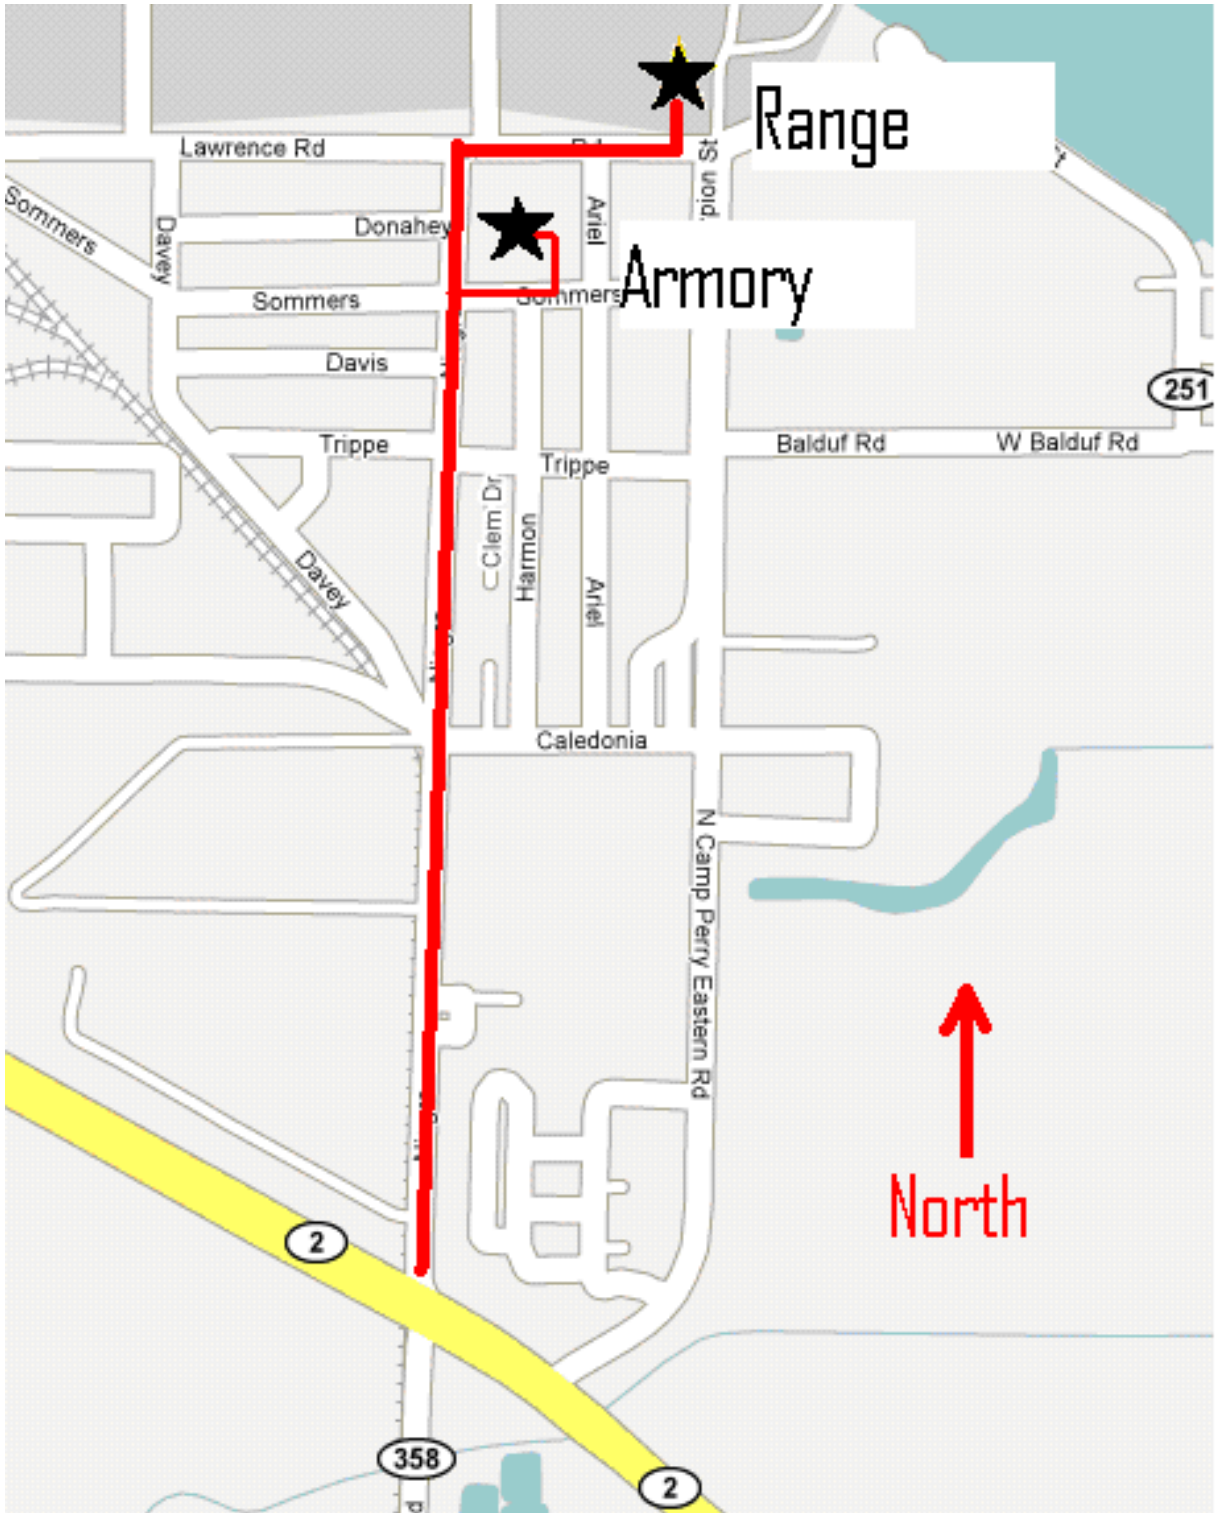 Range
Lawrence Rd
Sommers
Davey
Donahey
Ariel
Armory
Sommers
Sommers
Davis
251
Trippe
Balduf Rd
W Balduf Rd
Trippe
Clem Dr
Harmon
Davey
Ariel
Caledonia
N Camp Perry Eastern Rd
North
2
358
2